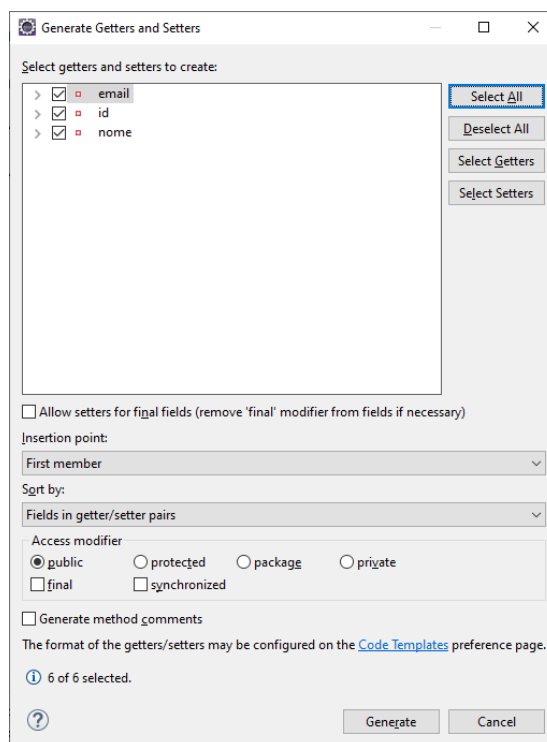 Generate Getters and Setters
Select getters and setters to create:
email
id
nome
Select All
Deselect All
Select Getters
Select Setters
Allow setters for final fields (remove 'final' modifier from fields if necessary)
Insertion point:
First member
Sort by:
Fields in getter/setter pairs
Access modifier
public protected package private
final synchronized
Generate method comments
The format of the getters/setters may be configured on the Code Templates preference page.
6 of 6 selected.
Generate Cancel